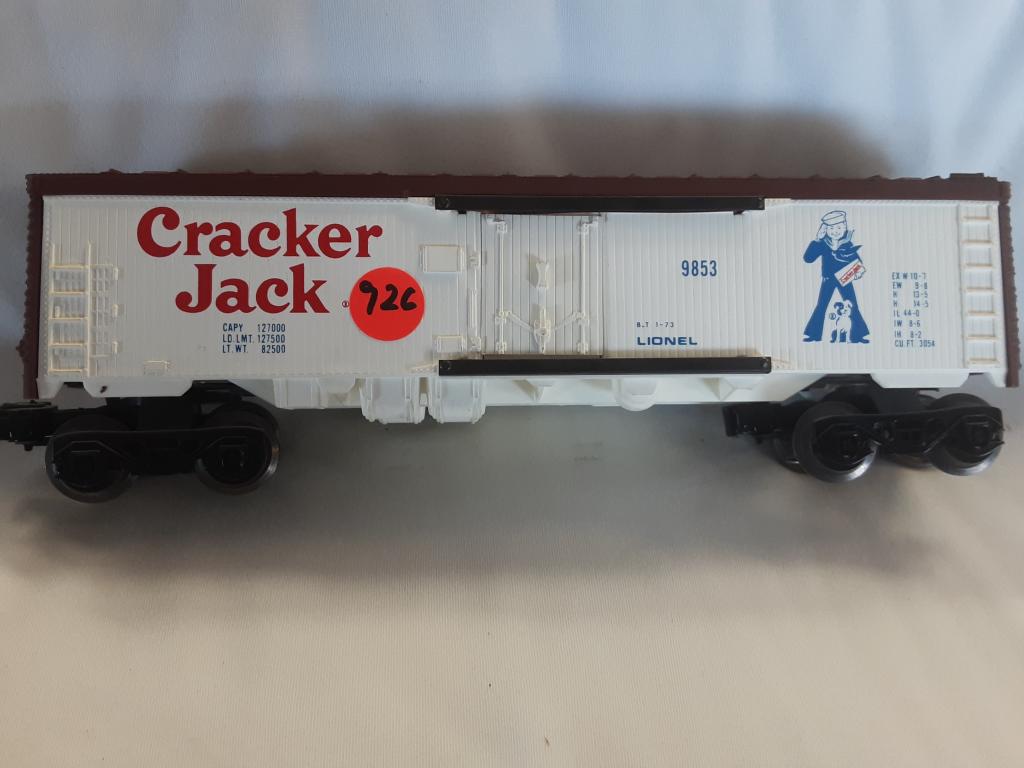 Cracker
Jack ®
926
CAPY 127000
LD. LMT. 127500
LT. WT. 82500
9853
BLT 1-73
LIONEL
EX W 10-7
EW 9-8
H 13-5
H 14-5
IL 44-0
IW 8-6
IH 8-2
CU. FT. 3054
®